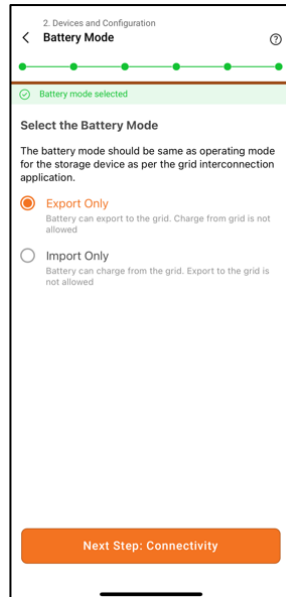 2. Devices and Configuration
Battery Mode
Battery mode selected
Select the Battery Mode
The battery mode should be same as operating mode
for the storage device as per the grid interconnection
application.
Export Only
Battery can export to the grid. Charge from grid is not
allowed
Import Only
Battery can charge from the grid. Export to the grid is
not allowed
Next Step: Connectivity